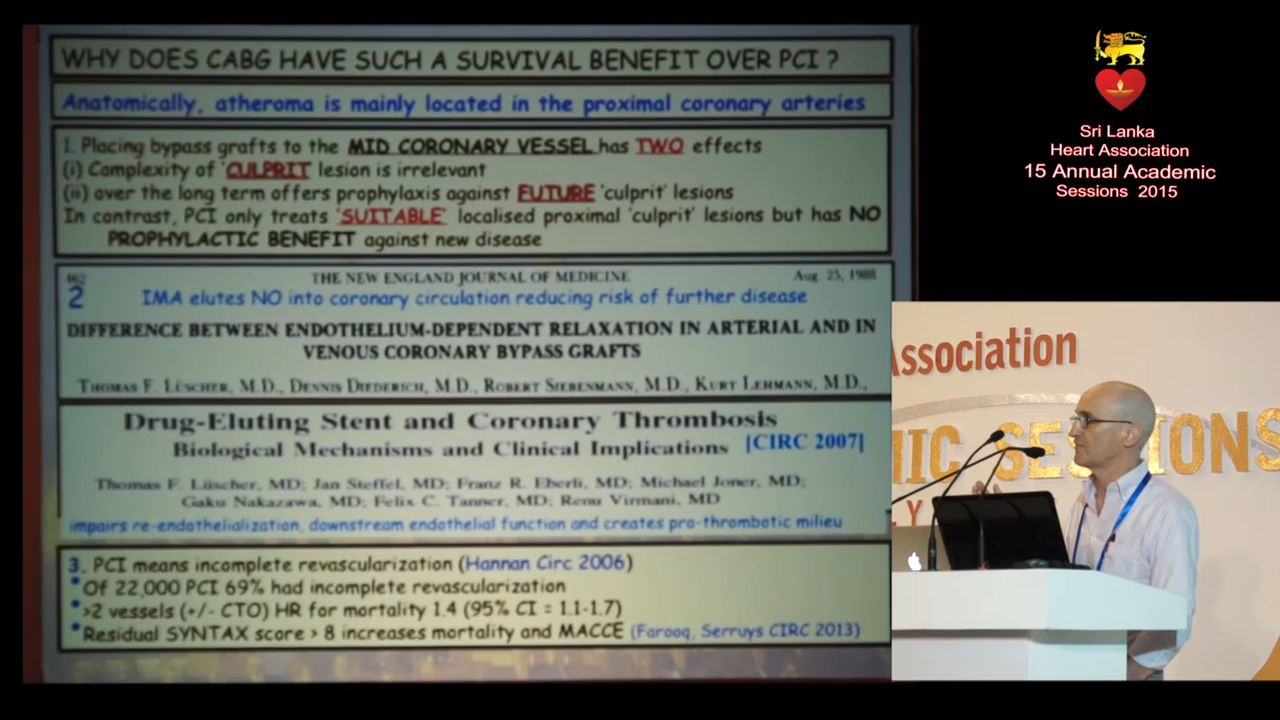 WHY DOES CABG HAVE SUCH A SURVIVAL BENEFIT OVER PCI ?
Anatomically, atheroma is mainly located in the proximal coronary arteries
1. Placing bypass grafts to the MID CORONARY VESSEL has TWO effects
(i) Complexity of 'CULPRIT' lesion is irrelevant
(ii) over the long term offers prophylaxis against FUTURE 'culprit' lesions
In contrast, PCI only treats 'SUITABLE' localised proximal 'culprit' lesions but has NO
PROPHYLACTIC BENEFIT against new disease
462 THE NEW ENGLAND JOURNAL OF MEDICINE Aug. 25, 1988
2 IMA elutes NO into coronary circulation reducing risk of further disease
DIFFERENCE BETWEEN ENDOTHELIUM-DEPENDENT RELAXATION IN ARTERIAL AND IN
VENOUS CORONARY BYPASS GRAFTS
THOMAS F. LÜSCHER, M.D., DENNIS DIEDERICH, M.D., ROBERT SIEBENMANN, M.D., KURT LEHMANN, M.D.,
Drug-Eluting Stent and Coronary Thrombosis
Biological Mechanisms and Clinical Implications [CIRC 2007]
Thomas F. Lüscher, MD; Jan Steffel, MD; Franz R. Eberli, MD; Michael Joner, MD;
Gaku Nakazawa, MD; Felix C. Tanner, MD; Renu Virmani, MD
impairs re-endothelialization, downstream endothelial function and creates pro-thrombotic milieu
3. PCI means incomplete revascularization (Hannan Circ 2006)
•Of 22,000 PCI 69% had incomplete revascularization
•>2 vessels (+/- CTO) HR for mortality 1.4 (95% CI = 1.1-1.7)
•Residual SYNTAX score > 8 increases mortality and MACCE (Farooq, Serruys CIRC 2013)
Sri Lanka
Heart Association
15 Annual Academic
Sessions 2015
Association
MIC SESSIONS